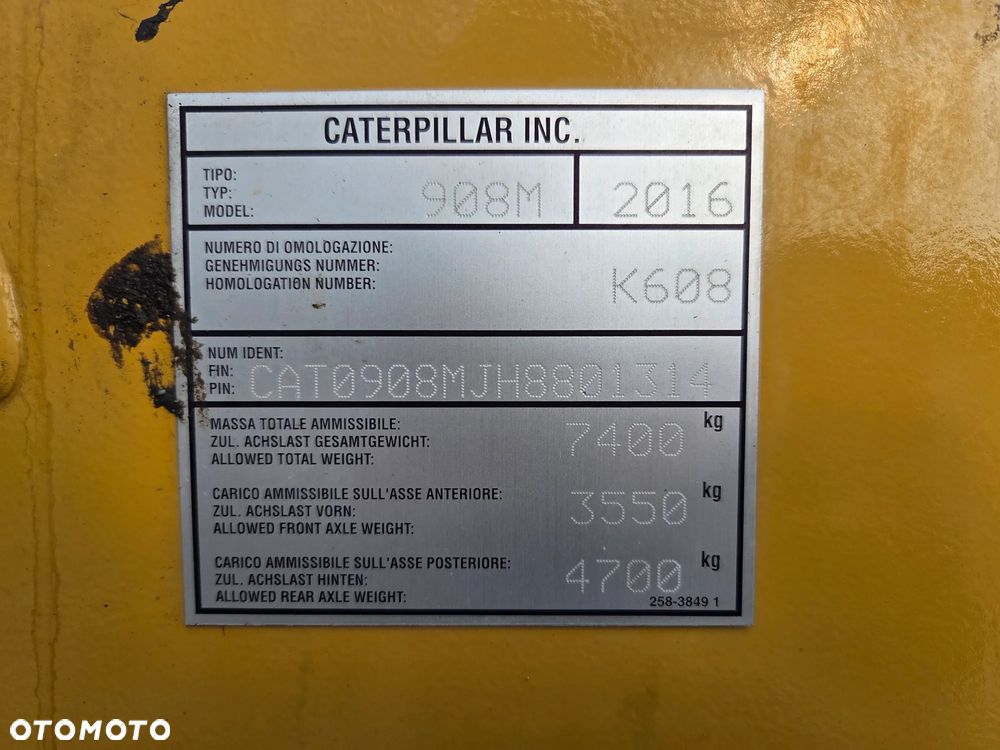 CATERPILLAR INC.
TIPO:
TYP:
MODEL:
908M
2016
NUMERO DI OMOLOGAZIONE:
GENEHMIGUNGS NUMMER:
HOMOLOGATION NUMBER:
K608
NUM IDENT:
FIN:
PIN:
CAT0908MJH8801314
MASSA TOTALE AMMISSIBILE:
ZUL. ACHSLAST GESAMTGEWICHT:
ALLOWED TOTAL WEIGHT:
7400 kg
CARICO AMMISSIBILE SULL'ASSE ANTERIORE:
ZUL. ACHSLAST VORN:
ALLOWED FRONT AXLE WEIGHT:
3550 kg
CARICO AMMISSIBILE SULL'ASSE POSTERIORE:
ZUL. ACHSLAST HINTEN:
ALLOWED REAR AXLE WEIGHT:
4700 kg
258-3849 1
OTOMOTO